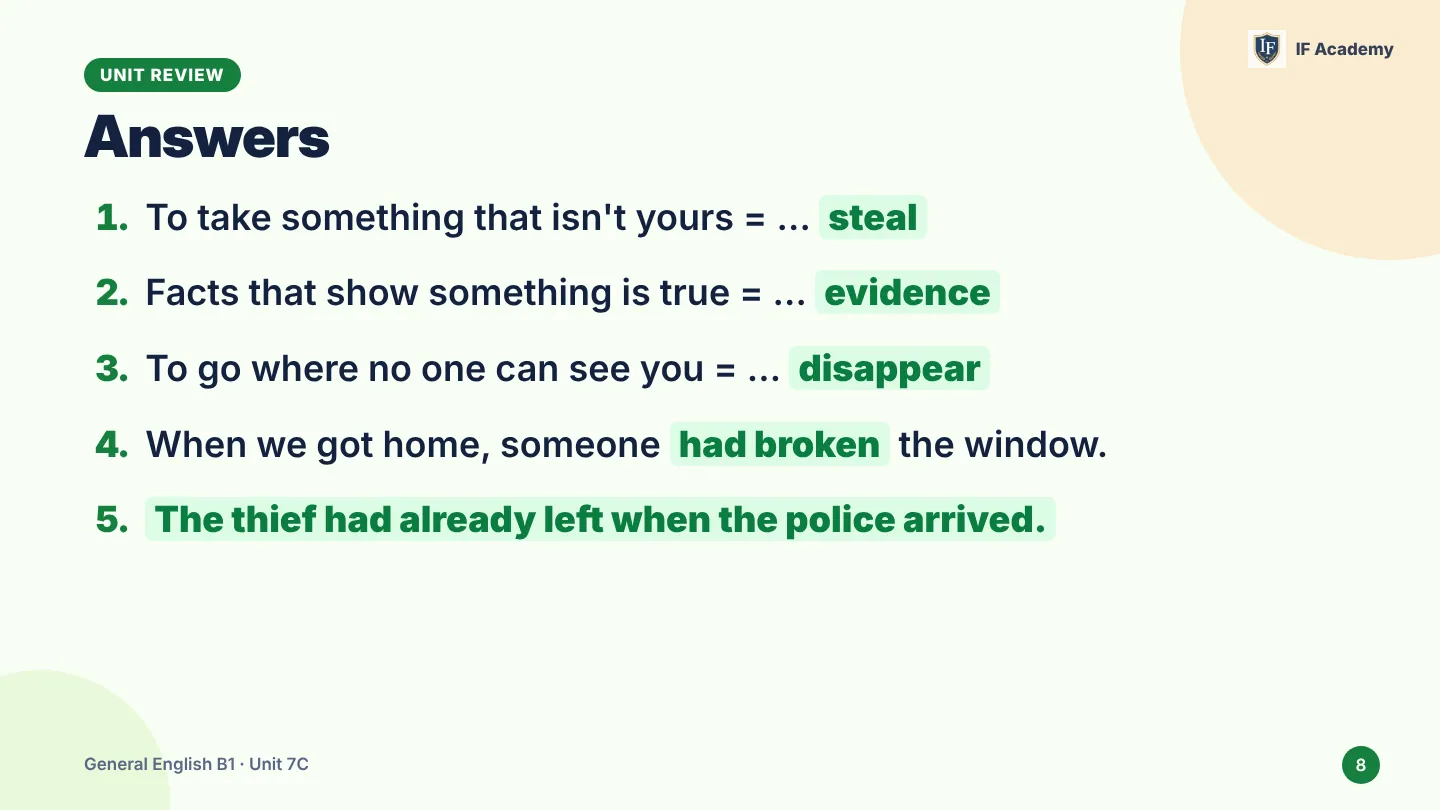 IF
IF Academy
UNIT REVIEW
Answers
1. To take something that isn't yours = ... steal
2. Facts that show something is true = ... evidence
3. To go where no one can see you = ... disappear
4. When we got home, someone had broken the window.
5. The thief had already left when the police arrived.
General English B1 · Unit 7C
8